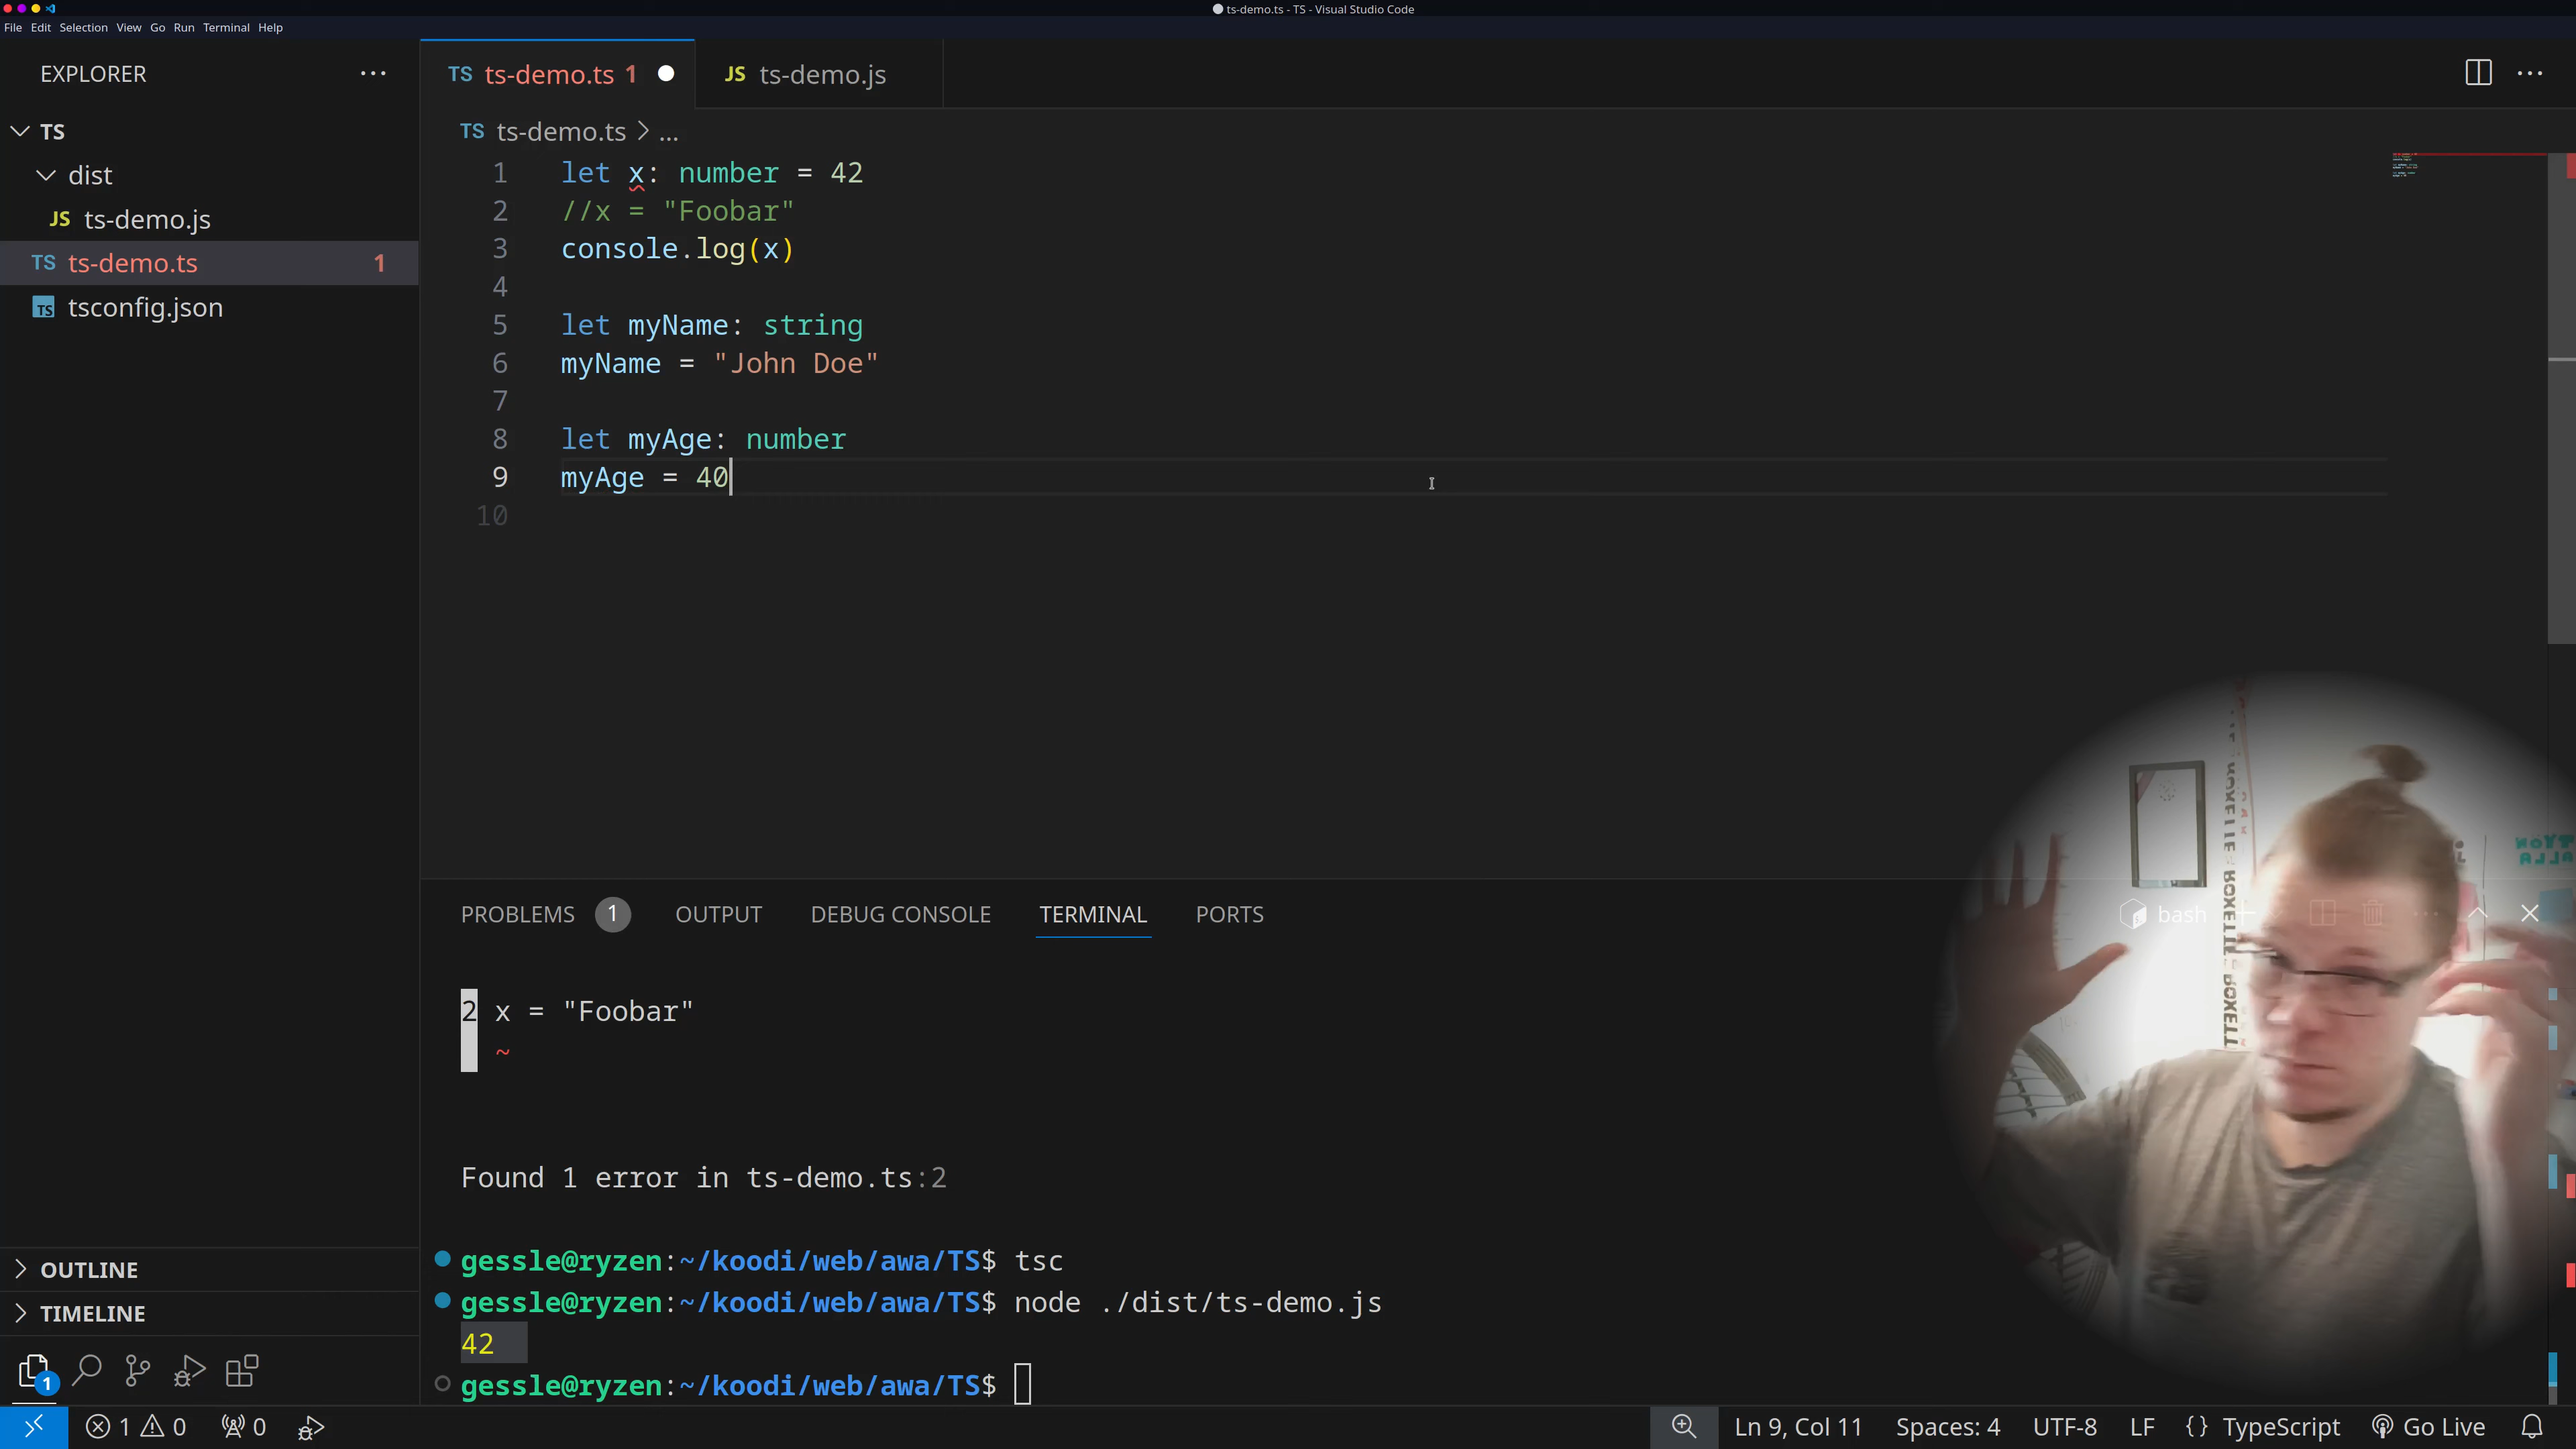 ts-demo.ts - TS - Visual Studio Code
File Edit Selection View Go Run Terminal Help
EXPLORER
TS
dist
JS ts-demo.js
TS ts-demo.ts 1
TS tsconfig.json
OUTLINE
TIMELINE
1
TS ts-demo.ts 1
JS ts-demo.js
TS ts-demo.ts > ...
1 let x: number = 42
2 //x = "Foobar"
3 console.log(x)
4
5 let myName: string
6 myName = "John Doe"
7
8 let myAge: number
9 myAge = 40
10
PROBLEMS 1 OUTPUT DEBUG CONSOLE TERMINAL PORTS
bash
2 x = "Foobar"
~
Found 1 error in ts-demo.ts:2
gessle@ryzen:~/koodi/web/awa/TS$ tsc
gessle@ryzen:~/koodi/web/awa/TS$ node ./dist/ts-demo.js
42
gessle@ryzen:~/koodi/web/awa/TS$
1 0 0 Ln 9, Col 11 Spaces: 4 UTF-8 LF {} TypeScript Go Live